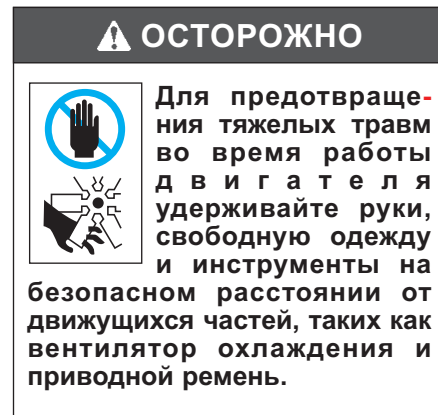 ОСТОРОЖНО
Для предотвраще-
ния тяжелых травм
во время работы
двигателя
удерживайте руки,
свободную одежду
и инструменты на
безопасном расстоянии от
движущихся частей, таких как
вентилятор охлаждения и
приводной ремень.